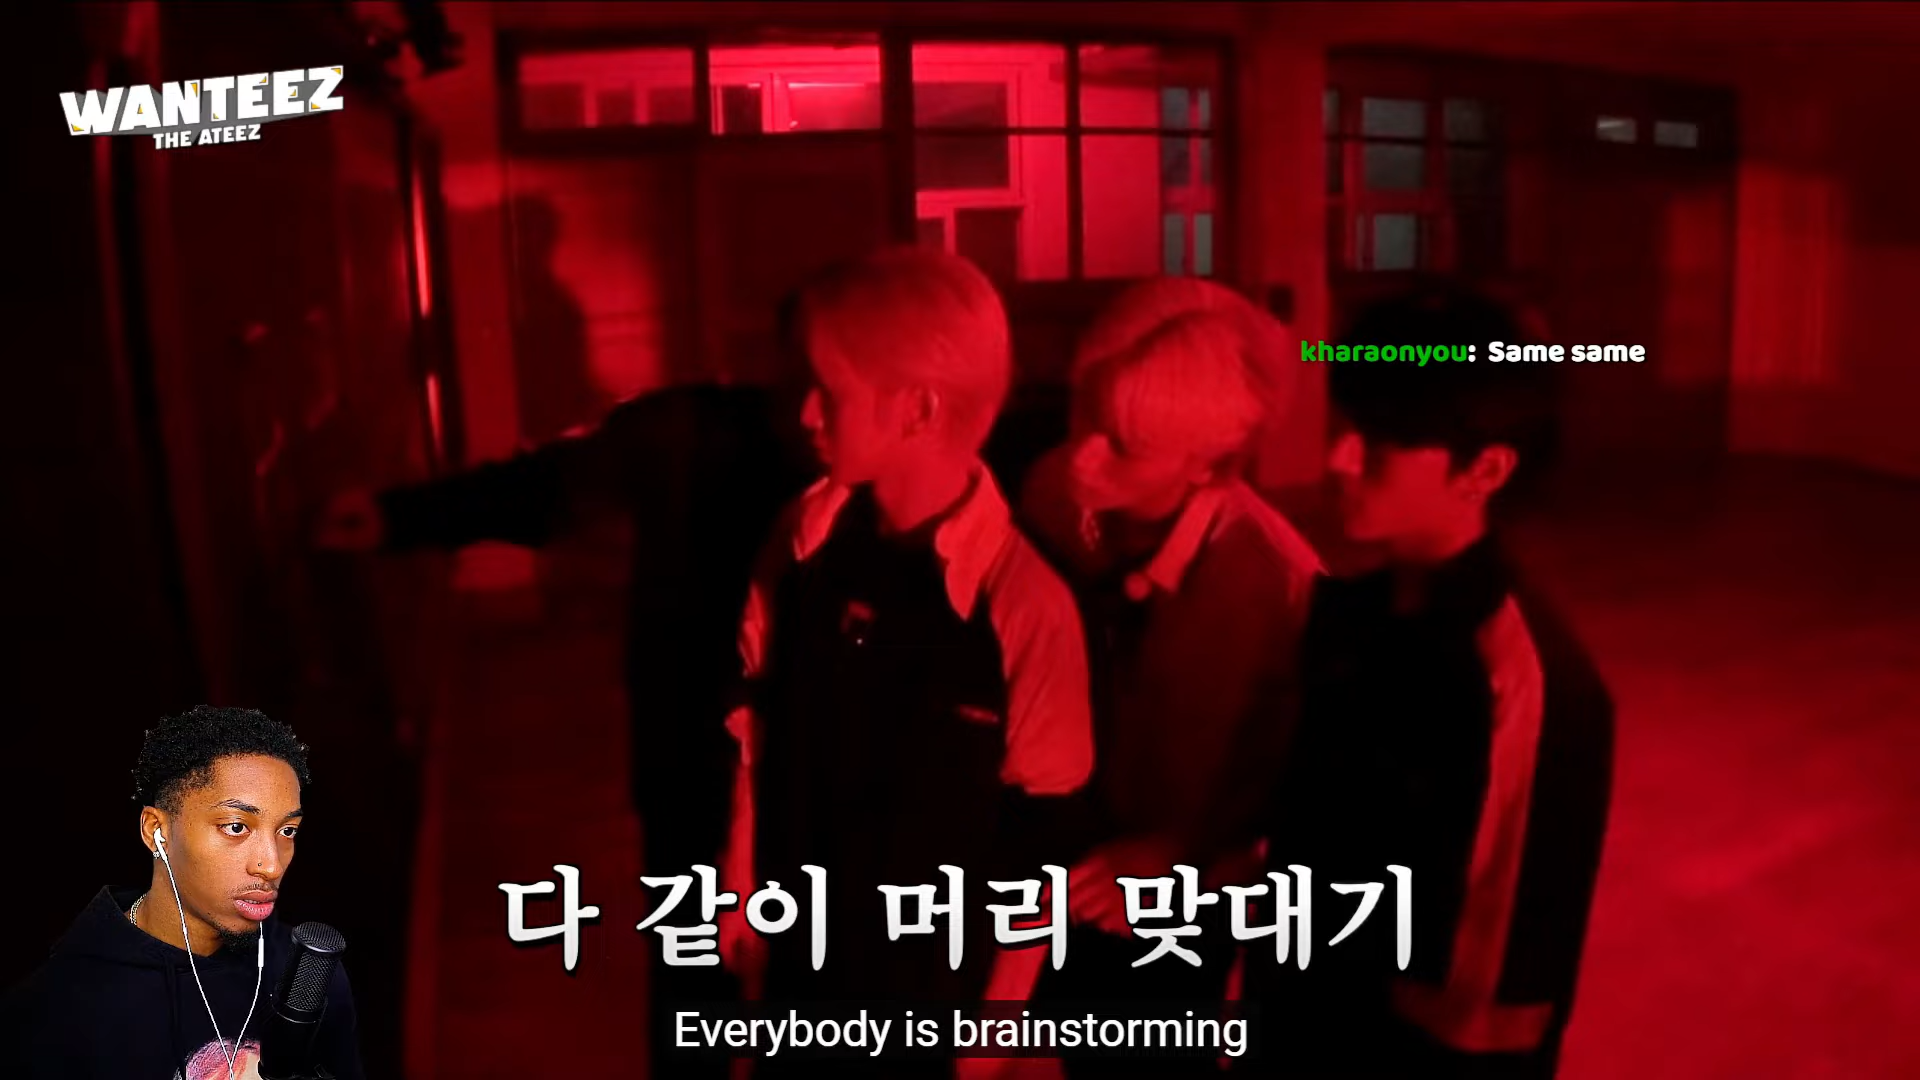 WANTEEZ
THE ATEEZ
kharaonyou: Same same
다 같이 머리 맞대기
Everybody is brainstorming